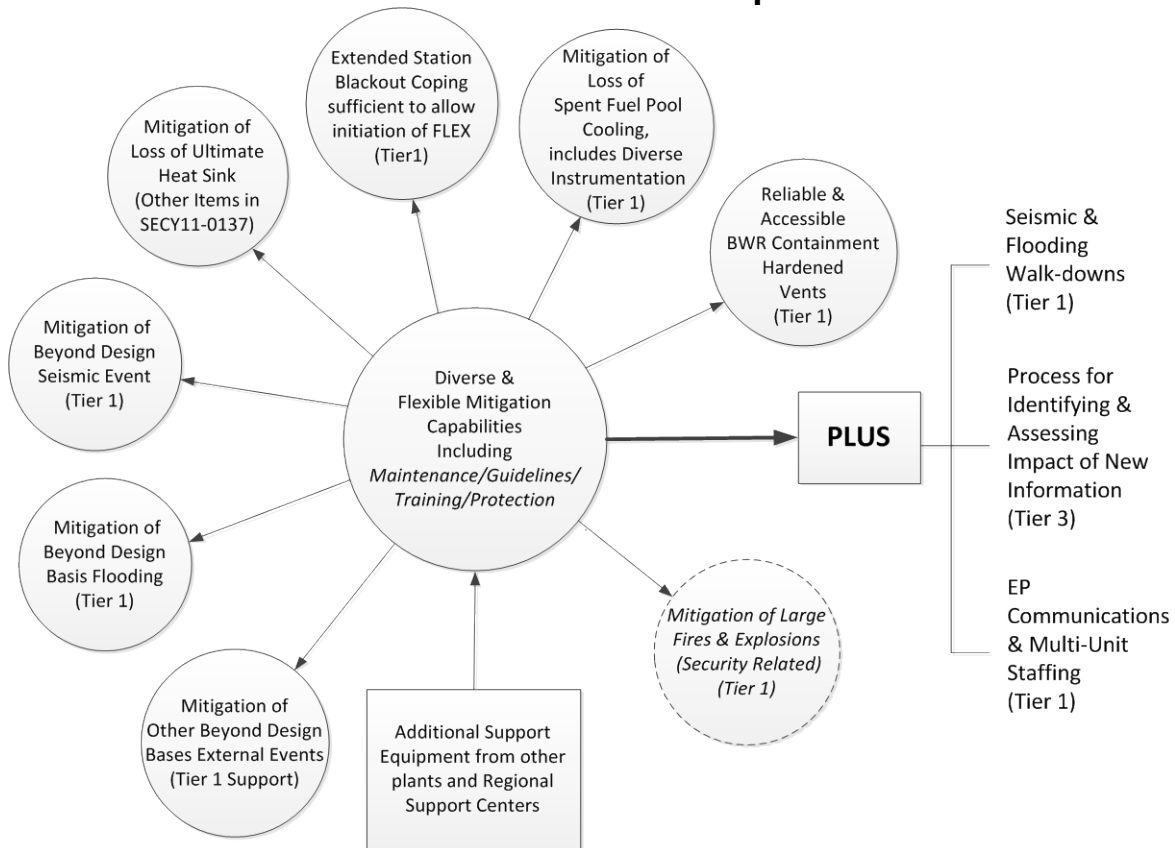 Extended Station
Blackout Coping
sufficient to allow
initiation of FLEX
(Tier1)
Mitigation of
Loss of
Spent Fuel Pool
Cooling,
includes Diverse
Instrumentation
(Tier 1)
Mitigation of
Loss of Ultimate
Heat Sink
(Other Items in
SECY11-0137)
Reliable &
Accessible
BWR Containment
Hardened
Vents
(Tier 1)
Mitigation of
Beyond Design
Seismic Event
(Tier 1)
Diverse &
Flexible Mitigation
Capabilities
Including
Maintenance/Guidelines/
Training/Protection
PLUS
Seismic &
Flooding
Walk-downs
(Tier 1)
Process for
Identifying &
Assessing
Impact of New
Information
(Tier 3)
EP
Communications
& Multi-Unit
Staffing
(Tier 1)
Mitigation of
Beyond Design
Basis Flooding
(Tier 1)
Mitigation of
Other Beyond Design
Bases External Events
(Tier 1 Support)
Additional Support
Equipment from other
plants and Regional
Support Centers
Mitigation of Large
Fires & Explosions
(Security Related)
(Tier 1)